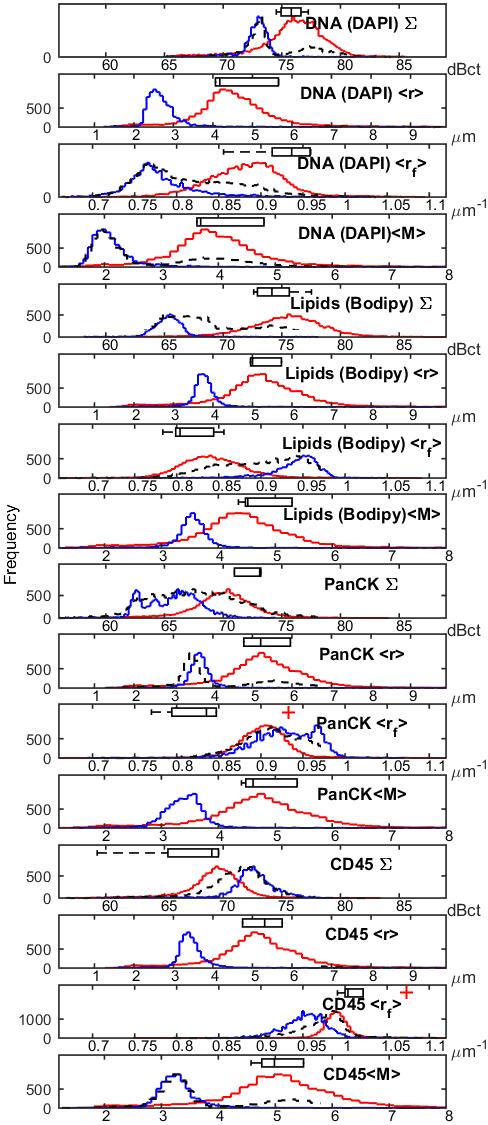 DNA (DAPI) Σ
0
60 65 70 75 80 85 dBct
DNA (DAPI) <r>
500
0
1 2 3 4 5 6 7 8 9 μm
DNA (DAPI) <rf>
0
0.7 0.75 0.8 0.85 0.9 0.95 1 1.05 1.1 μm-1
DNA (DAPI)<M>
500
0
2 3 4 5 6 7 8
Lipids (Bodipy) Σ
500
0
60 65 70 75 80 85 dBct
Lipids (Bodipy) <r>
500
0
1 2 3 4 5 6 7 8 9 μm
Lipids (Bodipy) <rf>
500
0
0.7 0.75 0.8 0.85 0.9 0.95 1 1.05 1.1 μm-1
Lipids (Bodipy)<M>
500
0
2 3 4 5 6 7 8
Frequency
PanCK Σ
500
0
60 65 70 75 80 85 dBct
PanCK <r>
500
0
1 2 3 4 5 6 7 8 9 μm
PanCK <rf>
500
0
0.7 0.75 0.8 0.85 0.9 0.95 1 1.05 1.1 μm-1
PanCK<M>
500
0
2 3 4 5 6 7 8
CD45 Σ
500
0
60 65 70 75 80 85 dBct
CD45 <r>
500
0
1 2 3 4 5 6 7 8 9 μm
CD45 <rf>
1000
0
0.7 0.75 0.8 0.85 0.9 0.95 1 1.05 1.1 μm-1
CD45<M>
500
0
2 3 4 5 6 7 8